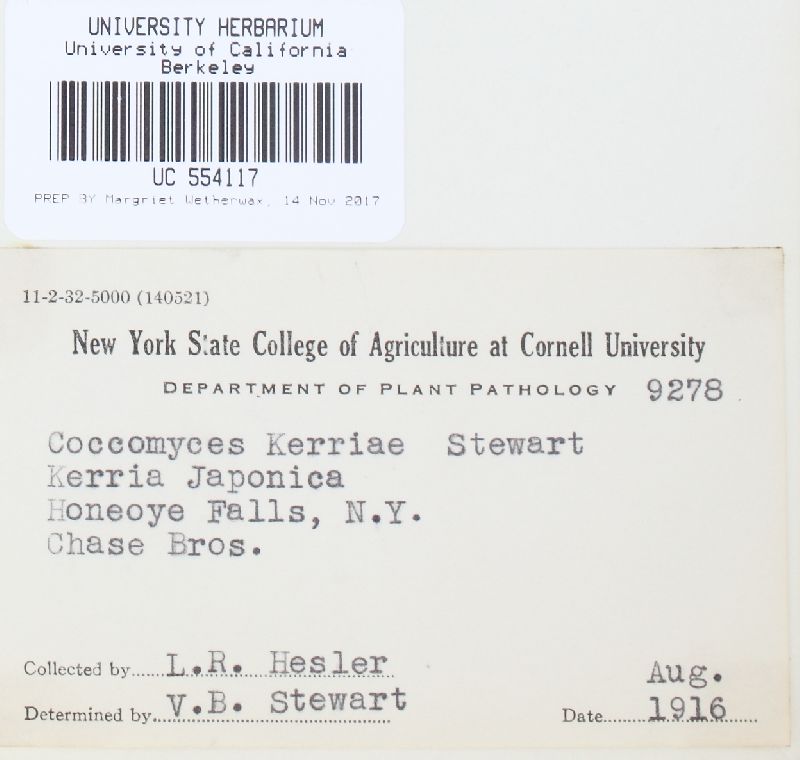 UNIVERSITY HERBARIUM
University of California
Berkeley
UC 554117
PREP BY Margriet Wetherwax, 14 Nov 2017
11-2-32-5000 (140521)
New York State College of Agriculture at Cornell University
DEPARTMENT OF PLANT PATHOLOGY 9278
Coccomyces Kerriae Stewart
Kerria Japonica
Honeoye Falls, N.Y.
Chase Bros.
Collected by...... L.R. Hesler
Aug.
Determined by... V.B. Stewart
Date........ 1916